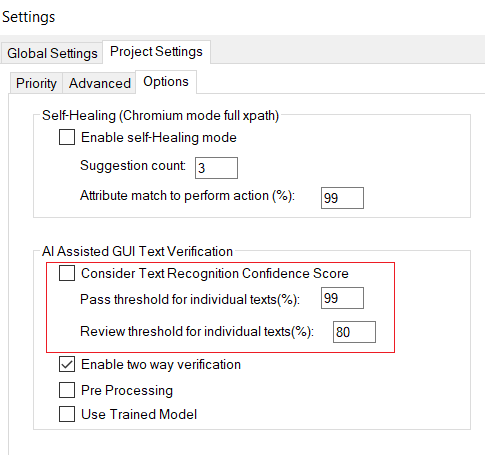 Settings
Global Settings Project Settings
Priority Advanced Options
Self-Healing (Chromium mode full xpath)
Enable self-Healing mode
Suggestion count: 3
Attribute match to perform action (%): 99
AI Assisted GUI Text Verification
Consider Text Recognition Confidence Score
Pass threshold for individual texts(%): 99
Review threshold for individual texts(%): 80
Enable two way verification
Pre Processing
Use Trained Model